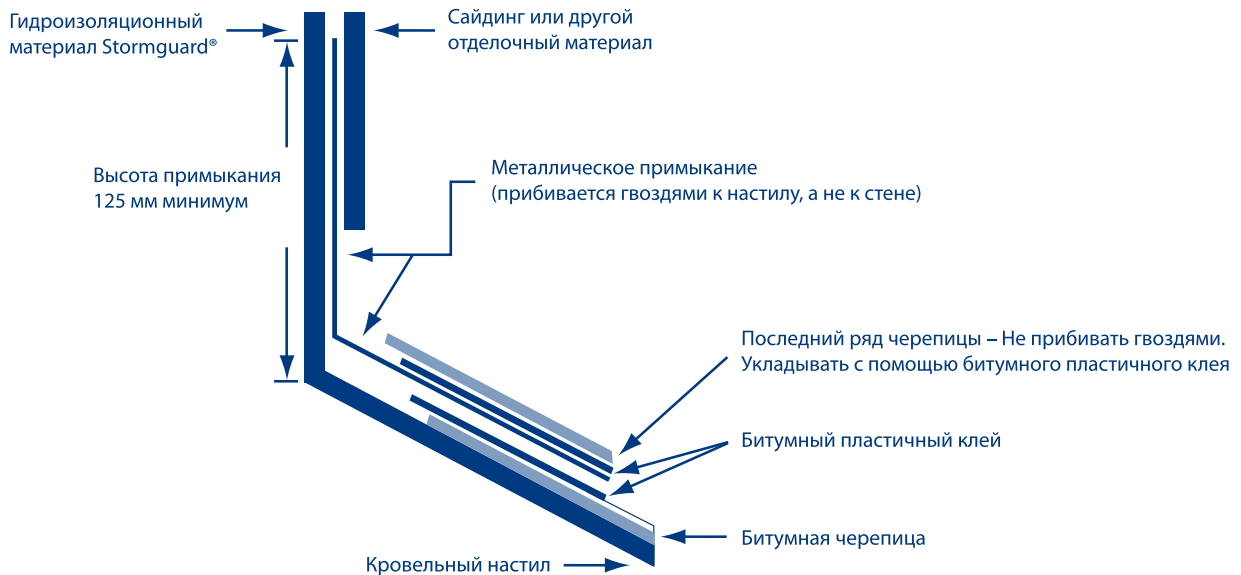 Гидроизоляционный
материал Stormguard®
Сайдинг или другой
отделочный материал
Высота примыкания
125 мм минимум
Металлическое примыкание
(прибивается гвоздями к настилу, а не к стене)
Последний ряд черепицы – Не прибивать гвоздями.
Укладывать с помощью битумного пластичного клея
Битумный пластичный клей
Битумная черепица
Кровельный настил